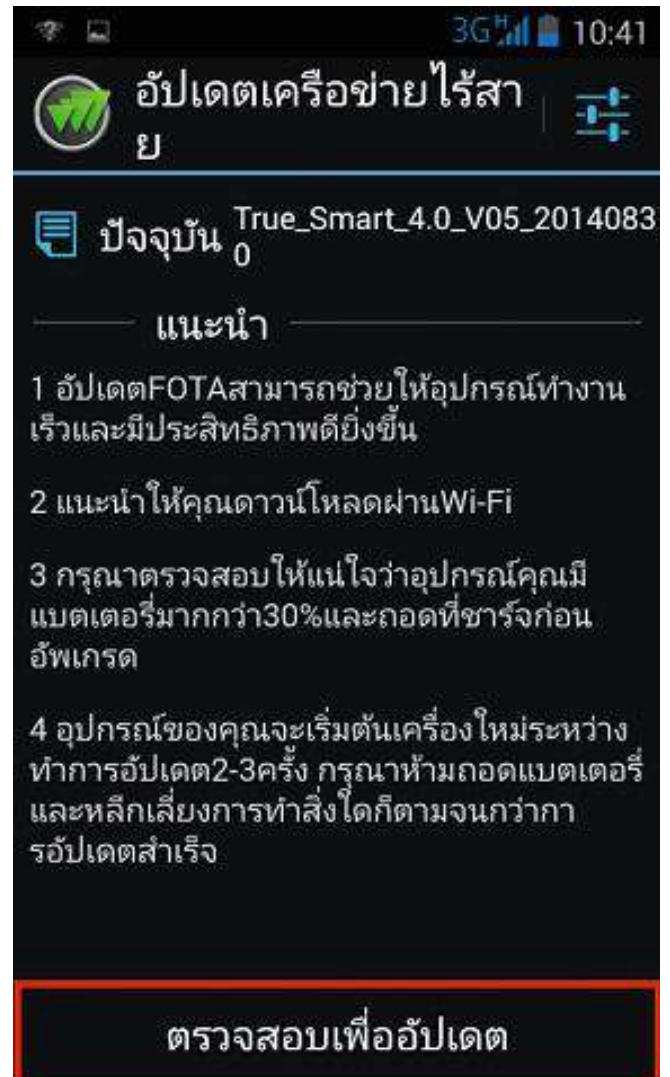 3G H 10:41
อัปเดตเครือข่ายไร้สา
ย
ปัจจุบัน True_Smart_4.0_V05_2014083
0
แนะนำ
1 อัปเดตFOTAสามารถช่วยให้อุปกรณ์ทำงาน
เร็วและมีประสิทธิภาพดียิ่งขึ้น
2 แนะนำให้คุณดาวน์โหลดผ่านWi-Fi
3 กรุณาตรวจสอบให้แน่ใจว่าอุปกรณ์คุณมี
แบตเตอรี่มากกว่า30%และถอดที่ชาร์จก่อน
อัพเกรด
4 อุปกรณ์ของคุณจะเริ่มต้นเครื่องใหม่ระหว่าง
ทำการอัปเดต2-3ครั้ง กรุณาห้ามถอดแบตเตอรี่
และหลีกเลี่ยงการทำสิ่งใดก็ตามจนกว่ากา
รอัปเดตสำเร็จ
ตรวจสอบเพื่ออัปเดต